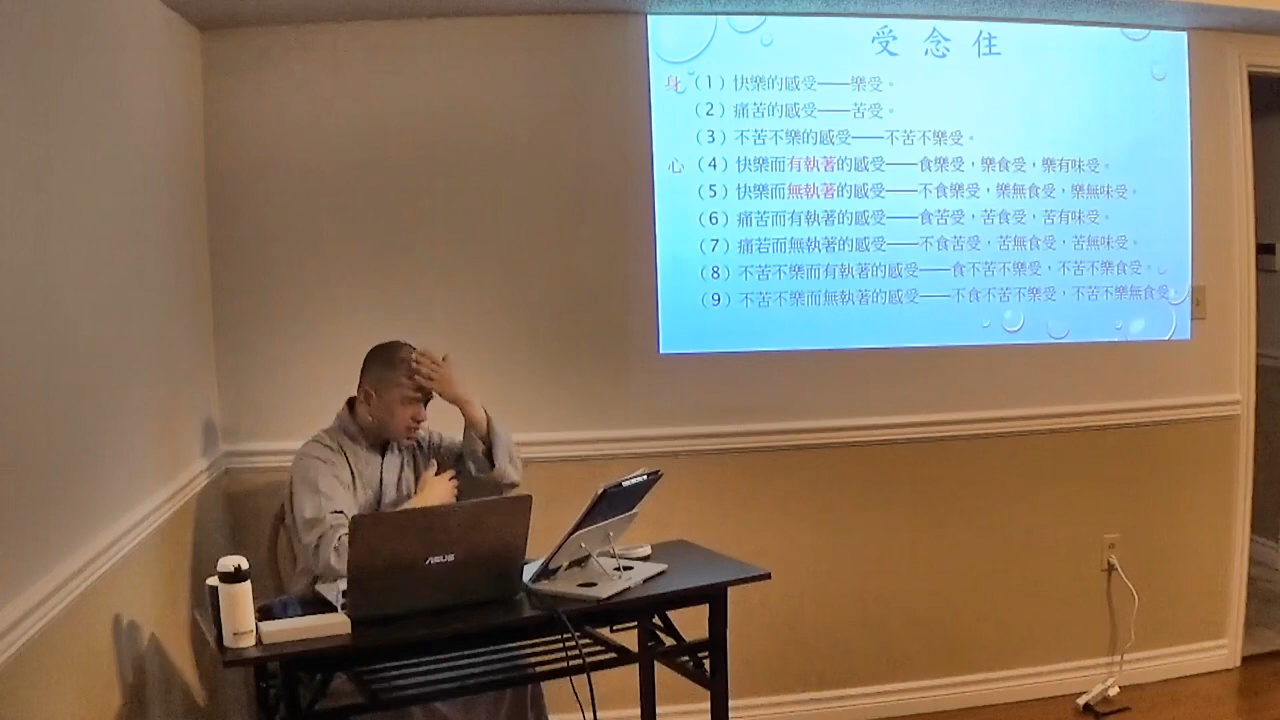 受念住
身（1）快樂的感受——樂受。
（2）痛苦的感受——苦受。
（3）不苦不樂的感受——不苦不樂受。
心（4）快樂而有執著的感受——食樂受，樂食受，樂有味受。
（5）快樂而無執著的感受——不食樂受，樂無食受，樂無味受。
（6）痛苦而有執著的感受——食苦受，苦食受，苦有味受。
（7）痛若而無執著的感受——不食苦受，苦無食受，苦無味受。
（8）不苦不樂而有執著的感受——食不苦不樂受，不苦不樂食受。
（9）不苦不樂而無執著的感受——不食不苦不樂受，不苦不樂無食受。
ASUS